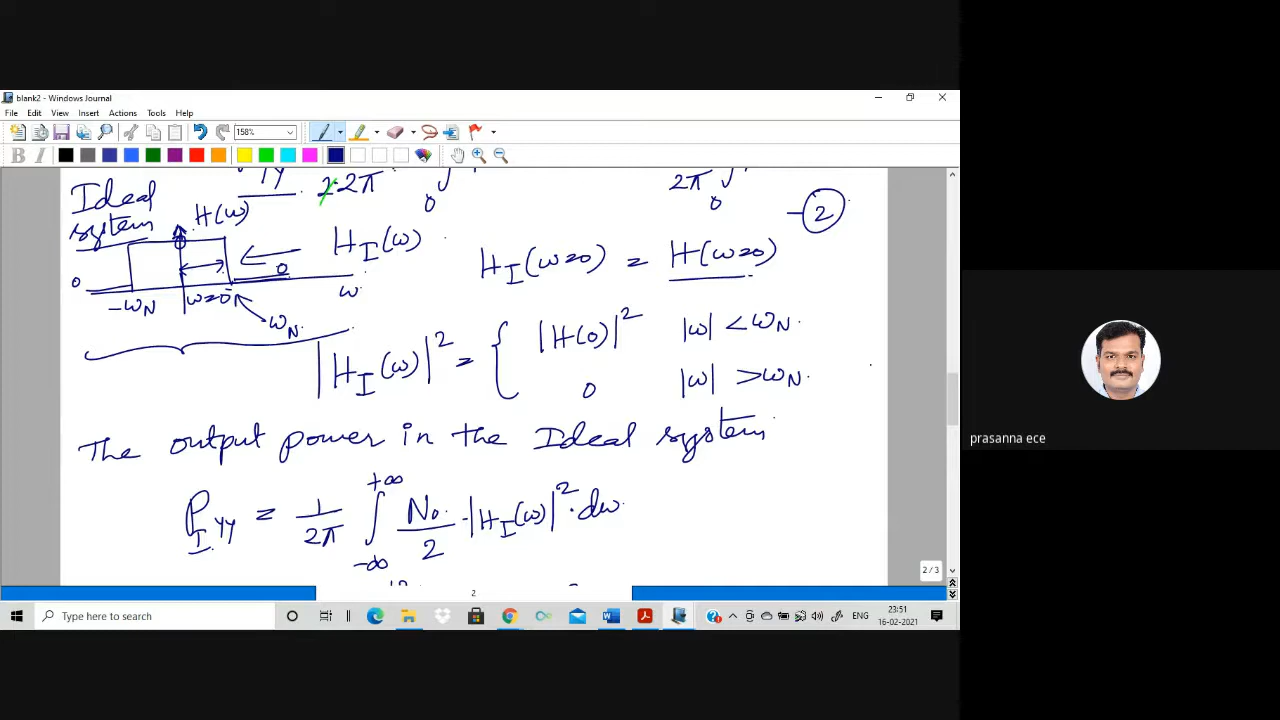 blank2 - Windows Journal
File Edit View Insert Actions Tools Help
158%
B I
Ideal
system
YY 2·2π 0
2π 0
2
H(ω)
0 0
-ω_N ω=0 ω_N ω
H_I(ω)
H_I(ω=0) = H(ω=0)
|H_I(ω)|² = { |H(0)|² |ω| < ω_N
0 |ω| > ω_N
The output power in the Ideal system
P_I YY = 1/2π ∫_{-∞}^{+∞} N₀/2 · |H_I(ω)|² · dω
2/3
2
prasanna ece
Type here to search
ENG
23:51
16-02-2021